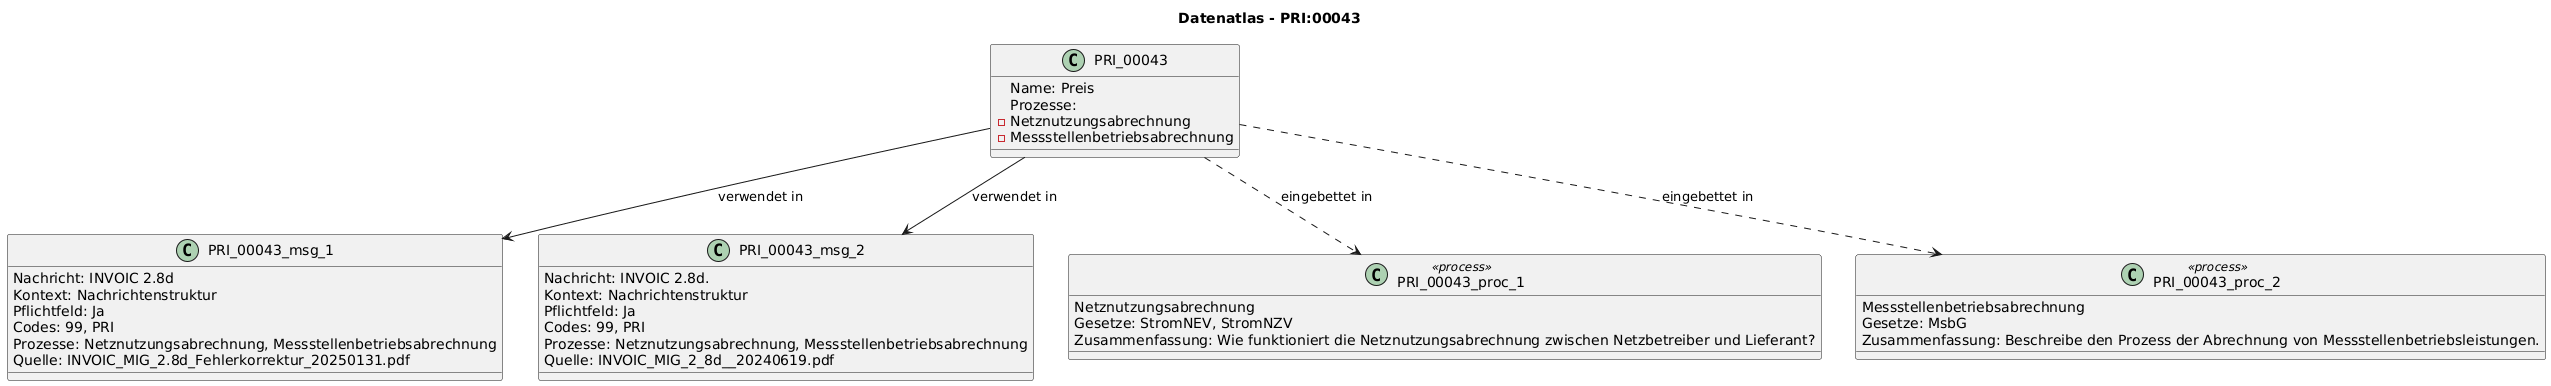 Datenatlas - PRI:00043
C PRI_00043
Name: Preis
Prozesse:
Netznutzungsabrechnung
Messstellenbetriebsabrechnung
verwendet in
verwendet in
eingebettet in
eingebettet in
C PRI_00043_msg_1
Nachricht: INVOIC 2.8d
Kontext: Nachrichtenstruktur
Pflichtfeld: Ja
Codes: 99, PRI
Prozesse: Netznutzungsabrechnung, Messstellenbetriebsabrechnung
Quelle: INVOIC_MIG_2.8d_Fehlerkorrektur_20250131.pdf
C PRI_00043_msg_2
Nachricht: INVOIC 2.8d.
Kontext: Nachrichtenstruktur
Pflichtfeld: Ja
Codes: 99, PRI
Prozesse: Netznutzungsabrechnung, Messstellenbetriebsabrechnung
Quelle: INVOIC_MIG_2_8d__20240619.pdf
«process»
C PRI_00043_proc_1
Netznutzungsabrechnung
Gesetze: StromNEV, StromNZV
Zusammenfassung: Wie funktioniert die Netznutzungsabrechnung zwischen Netzbetreiber und Lieferant?
«process»
C PRI_00043_proc_2
Messstellenbetriebsabrechnung
Gesetze: MsbG
Zusammenfassung: Beschreibe den Prozess der Abrechnung von Messstellenbetriebsleistungen.